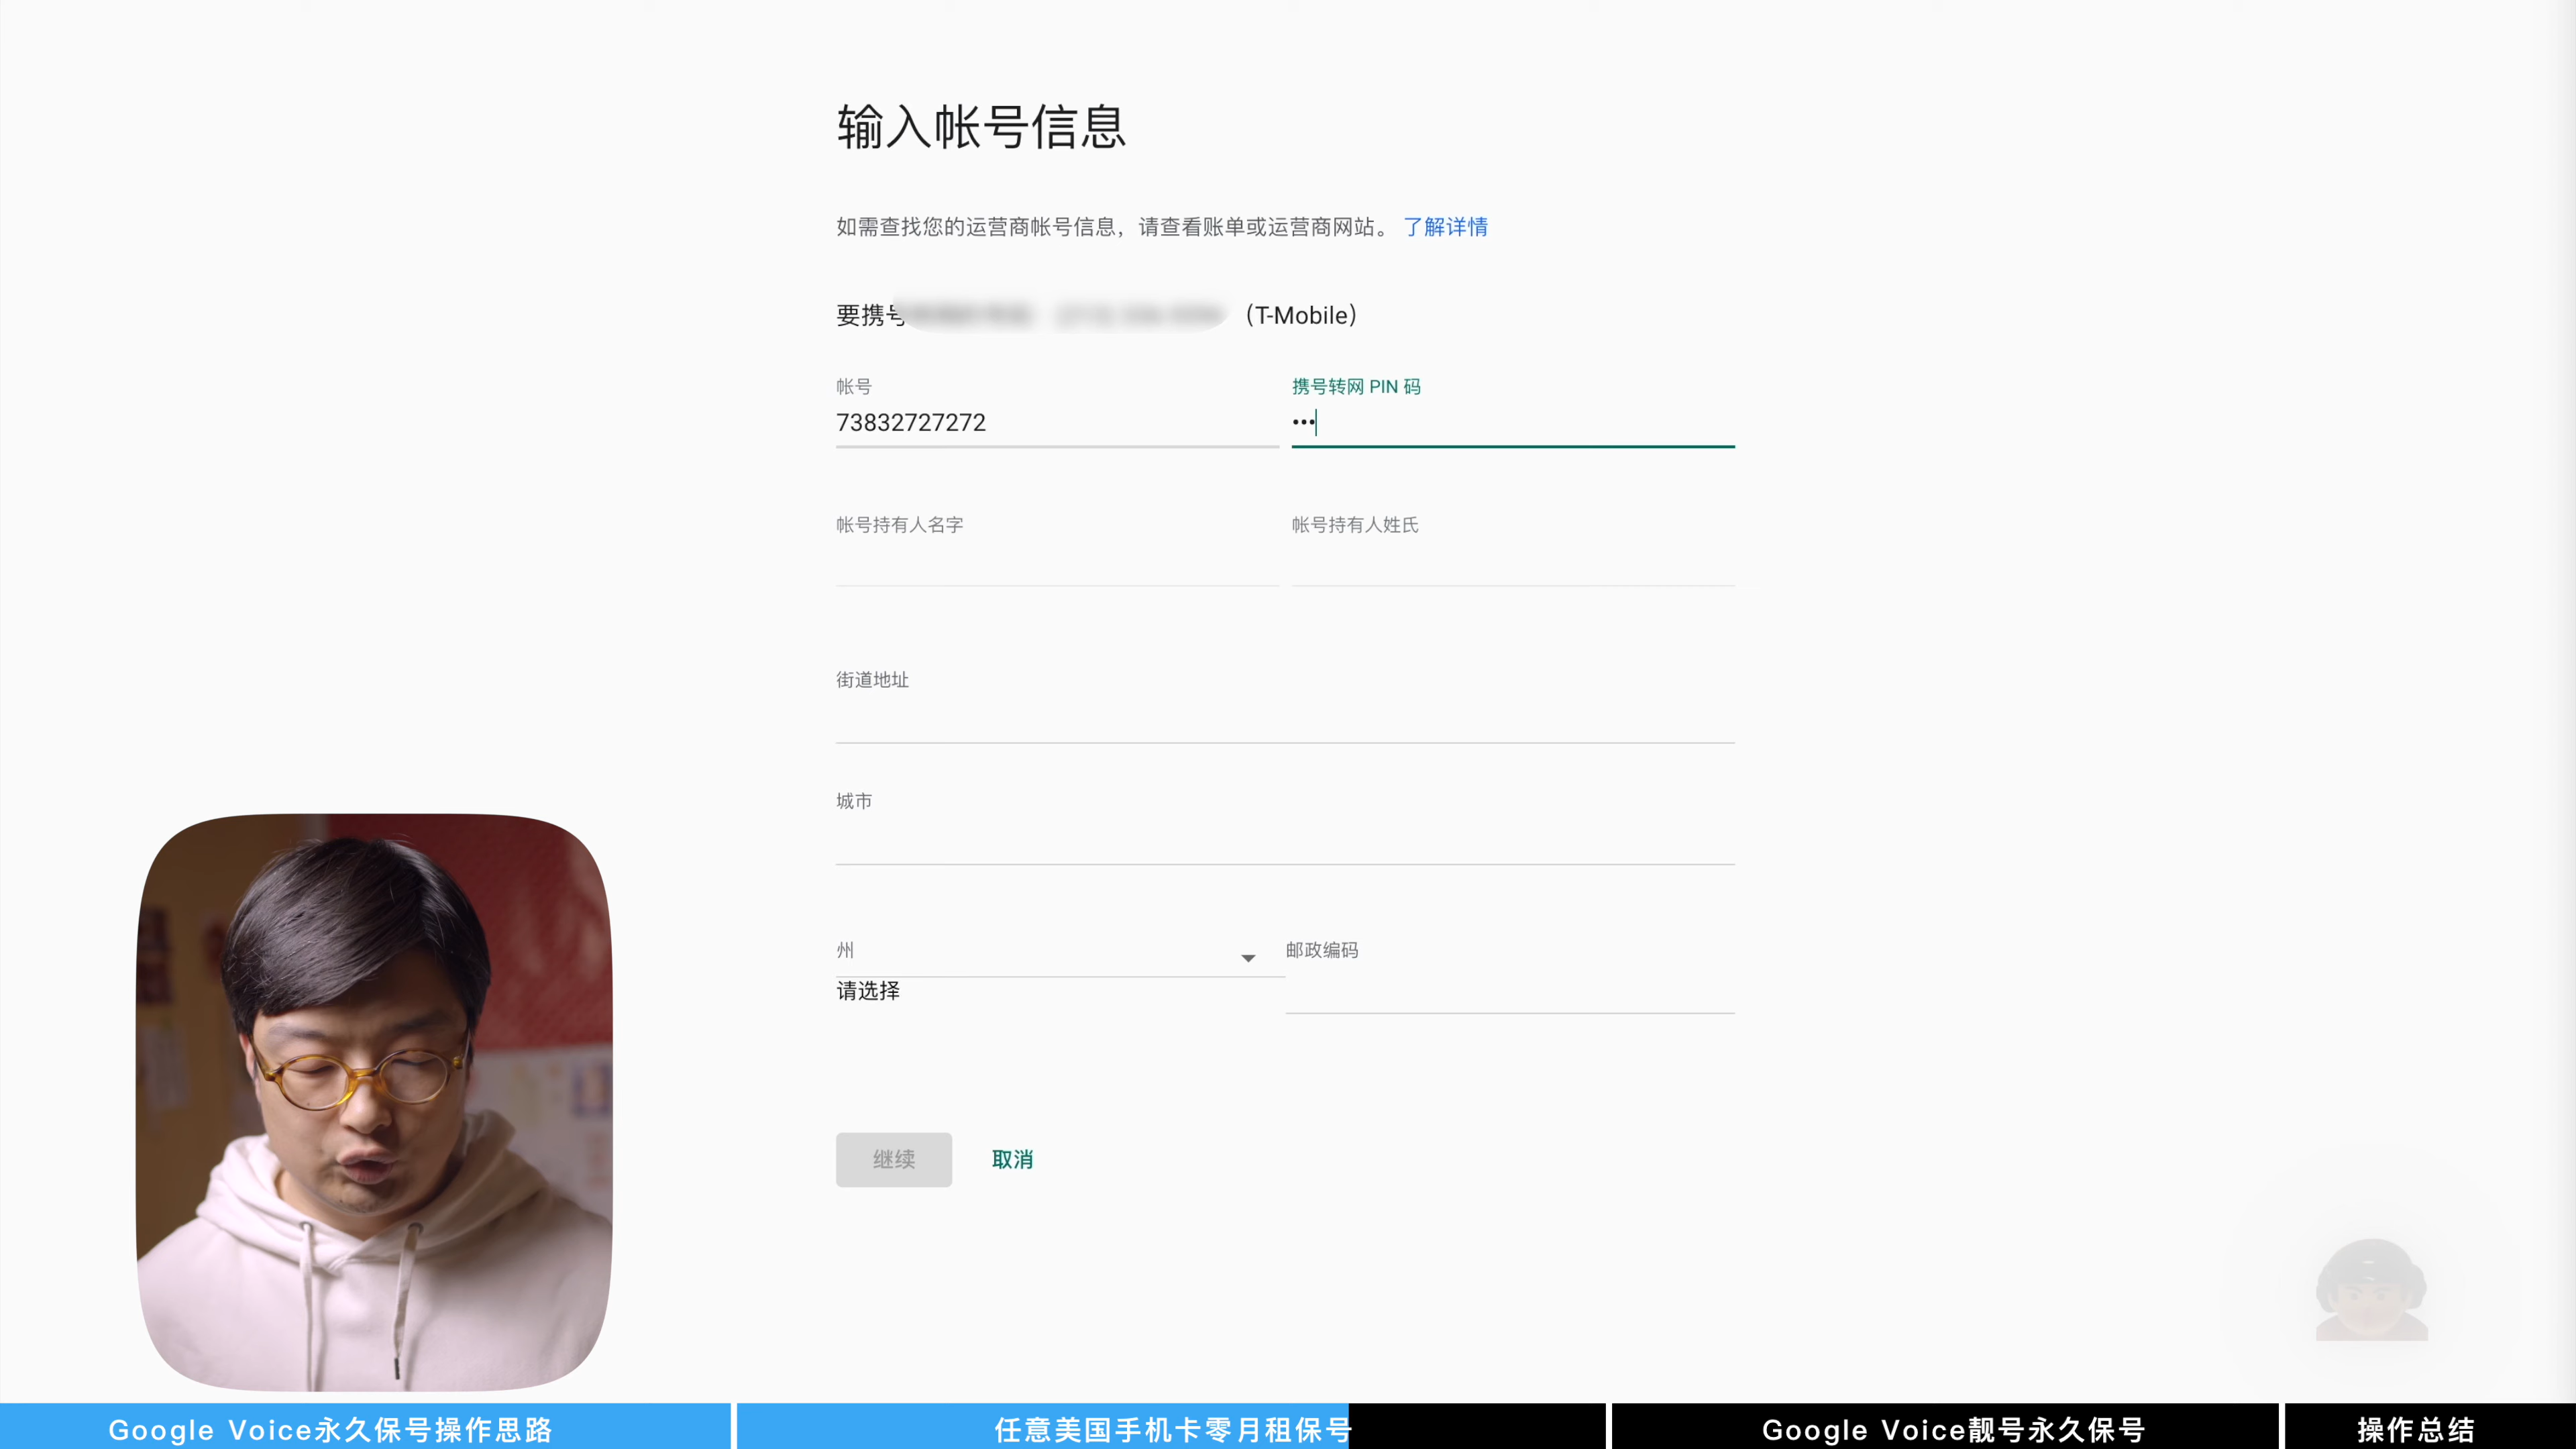 输入帐号信息
如需查找您的运营商帐号信息，请查看账单或运营商网站。 了解详情
要携号 (T-Mobile)
帐号 携号转网 PIN 码
73832727272 •••
帐号持有人名字 帐号持有人姓氏
街道地址
城市
州 邮政编码
请选择
继续 取消
Google Voice永久保号操作思路 任意美国手机卡零月租保号 Google Voice靓号永久保号 操作总结